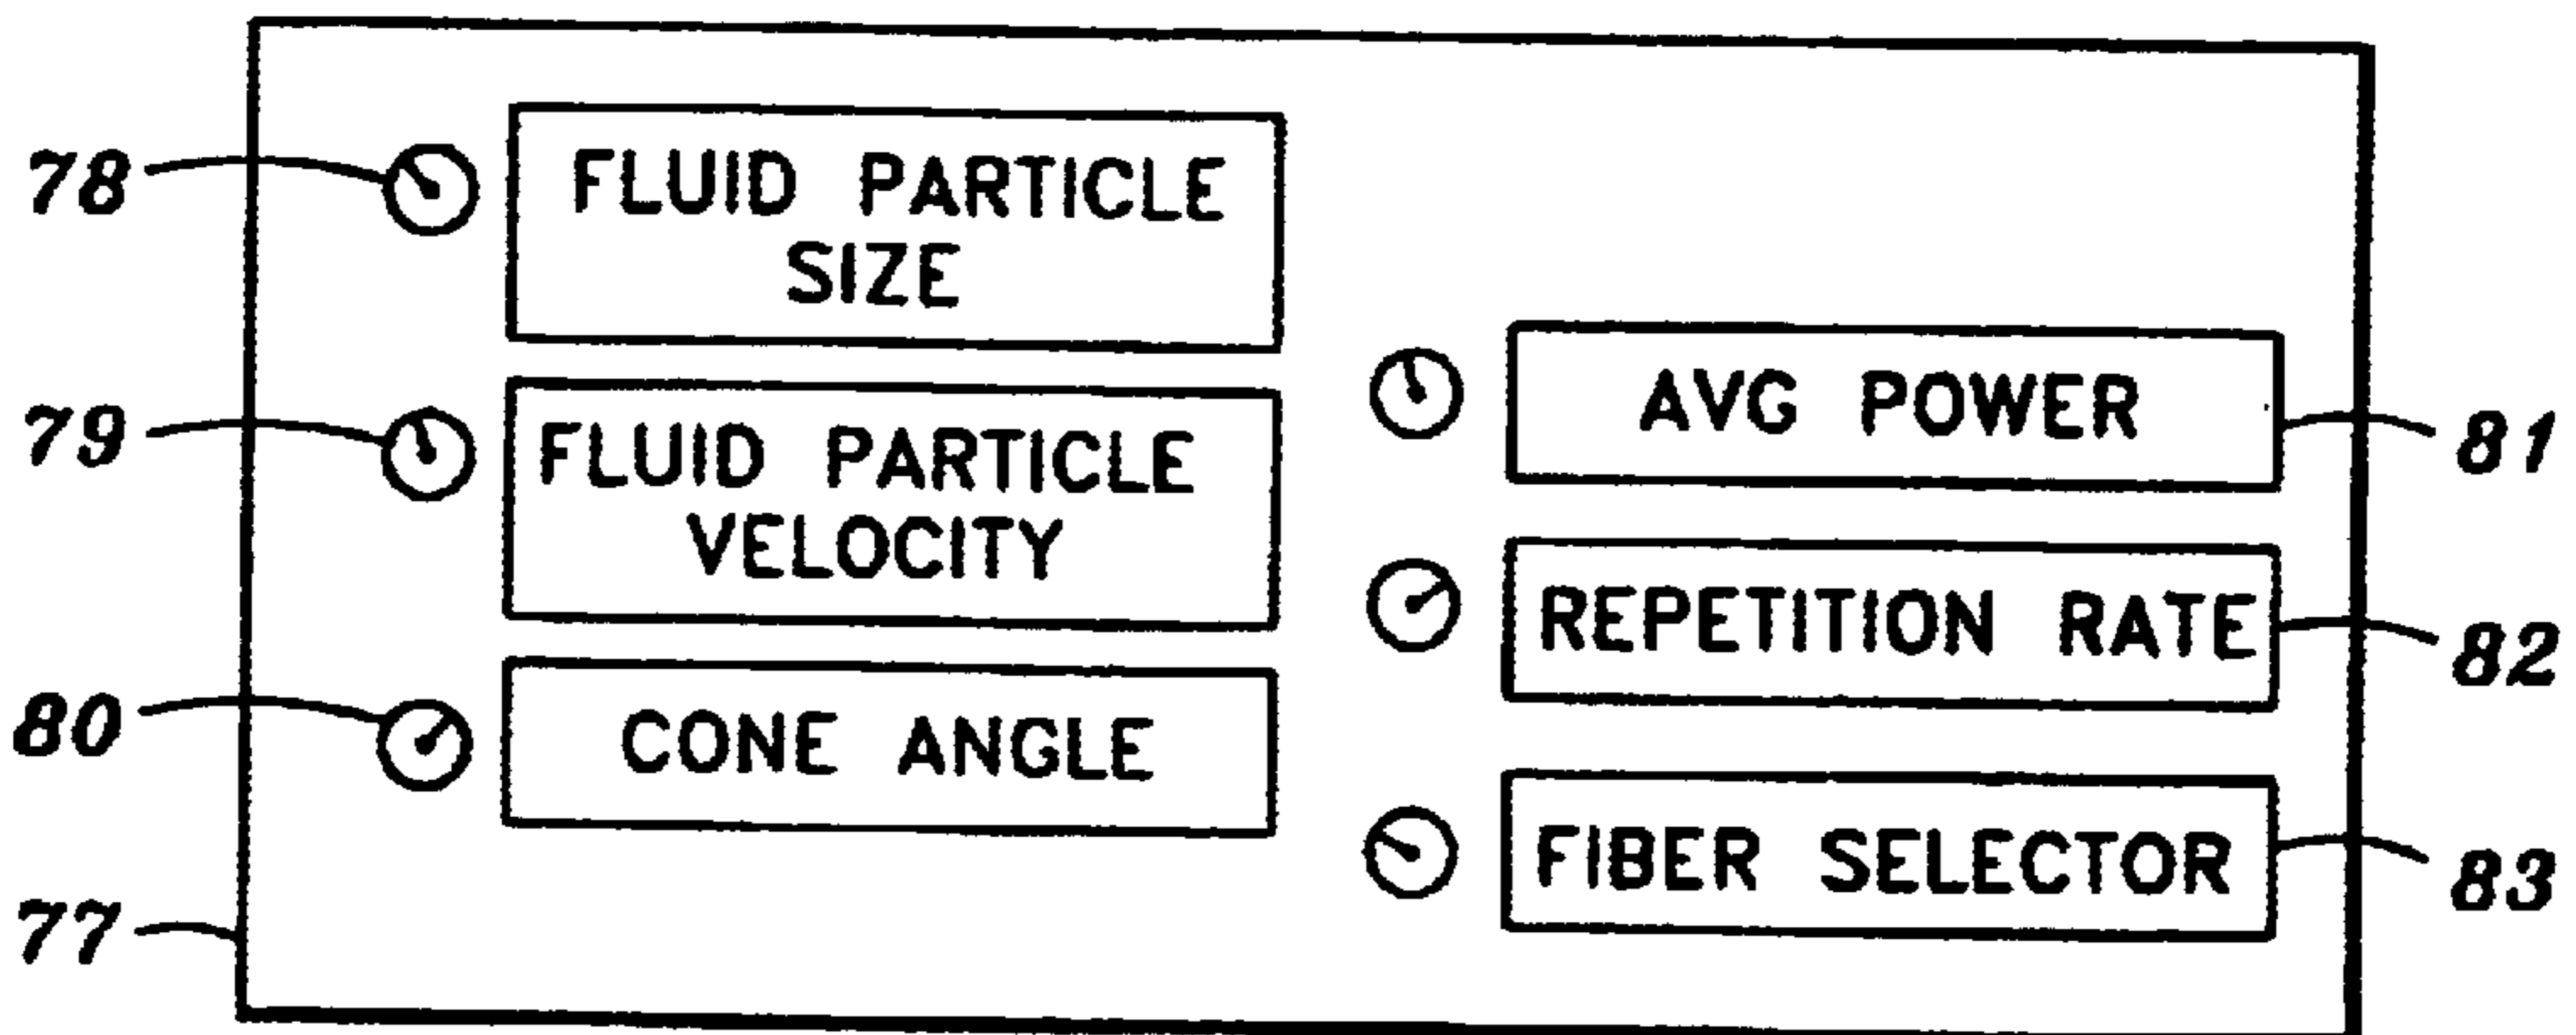 78
FLUID PARTICLE
SIZE
79
FLUID PARTICLE
VELOCITY
80
CONE ANGLE
77
AVG POWER
81
REPETITION RATE
82
FIBER SELECTOR
83